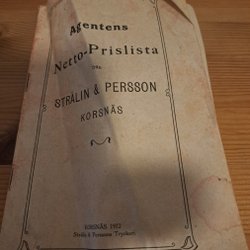 Agentens
Netto-Prislista
STRÅLIN & PERSSON
KORSNÄS
KORSNÄS 1912
Strålin & Perssons Tryckeri